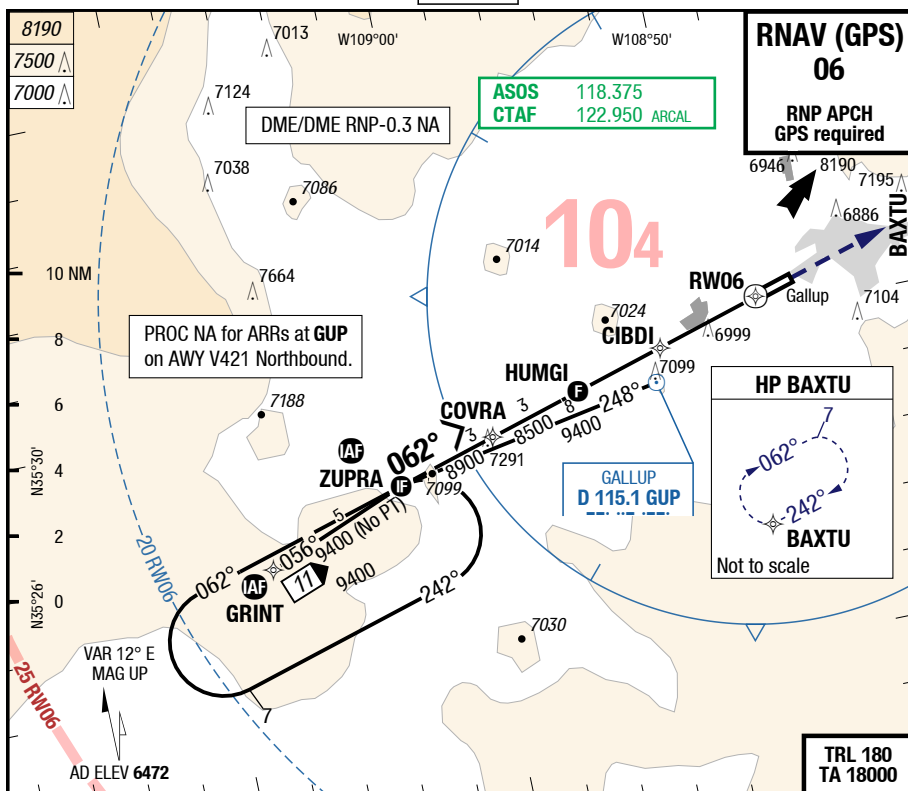 8190
7500
7000
7013
W109°00'
W108°50'
RNAV (GPS)
06
RNP APCH
GPS required
ASOS 118.375
CTAF 122.950 ARCAL
DME/DME RNP-0.3 NA
7124
7038
7086
6946
8190
7195
6886
BAXTU
104
7014
10 NM
7664
RW06
Gallup
7104
7024
6999
CIBDI
PROC NA for ARRs at GUP
on AWY V421 Northbound.
8
7099
HUMGI
F
248°
HP BAXTU
7
062°
242°
BAXTU
Not to scale
6
7188
COVRA
3
3
8
8500
9400
8900
7291
N35°30'
4
IAF
ZUPRA
062°
IF
7099
GALLUP
D 115.1 GUP
2
5
056°
9400 (No PT)
9400
11
062°
IAF
GRINT
242°
20 RW06
N35°26'
0
7030
VAR 12° E
MAG UP
25 RW06
7
AD ELEV 6472
TRL 180
TA 18000